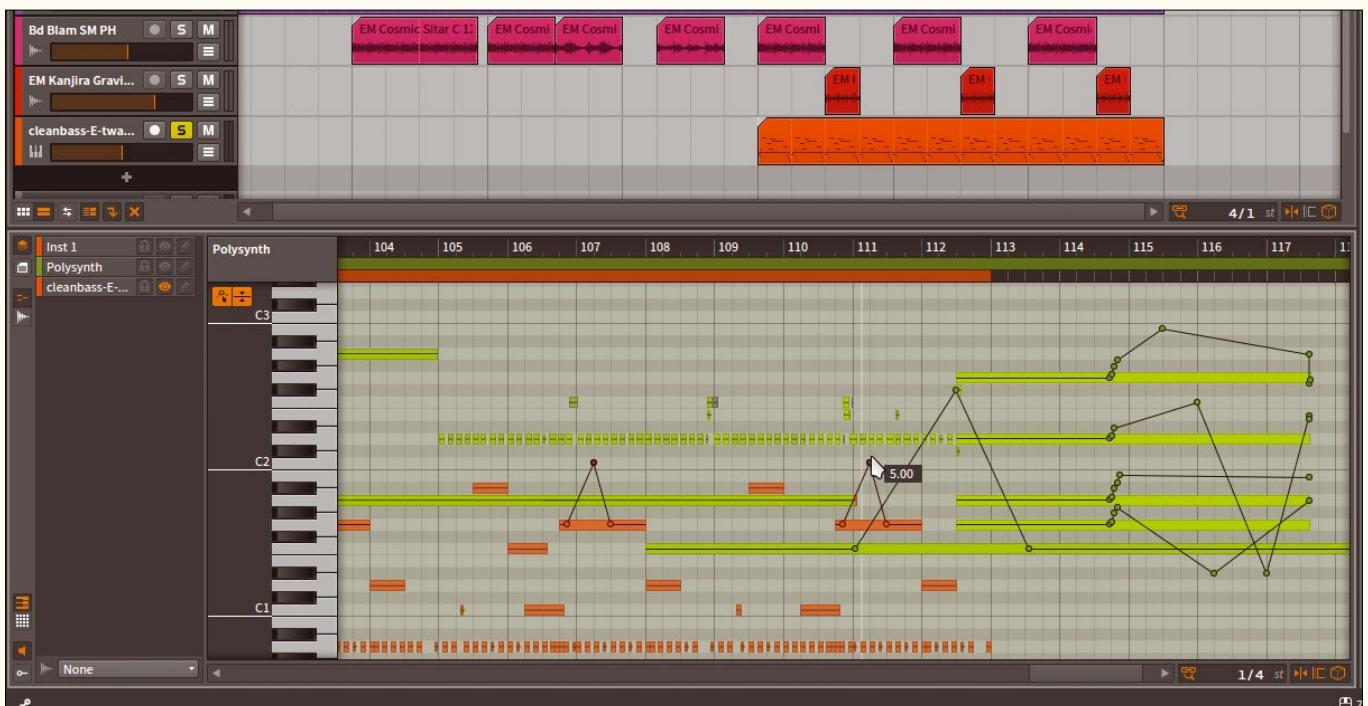 Bd Blam SM PH S M
EM Cosmic Sitar C 12 EM Cosmi EM Cosmi EM Cosmi EM Cosmi EM Cosmi EM Cosmi
EM Kanjira Gravi... S M
EM EM EM
cleanbass-E-twa... S M
+
4/1 st
Inst 1
Polysynth
cleanbass-E-...
Polysynth
104 105 106 107 108 109 110 111 112 113 114 115 116 117
C3
C2
5.00
C1
None
1/4 st